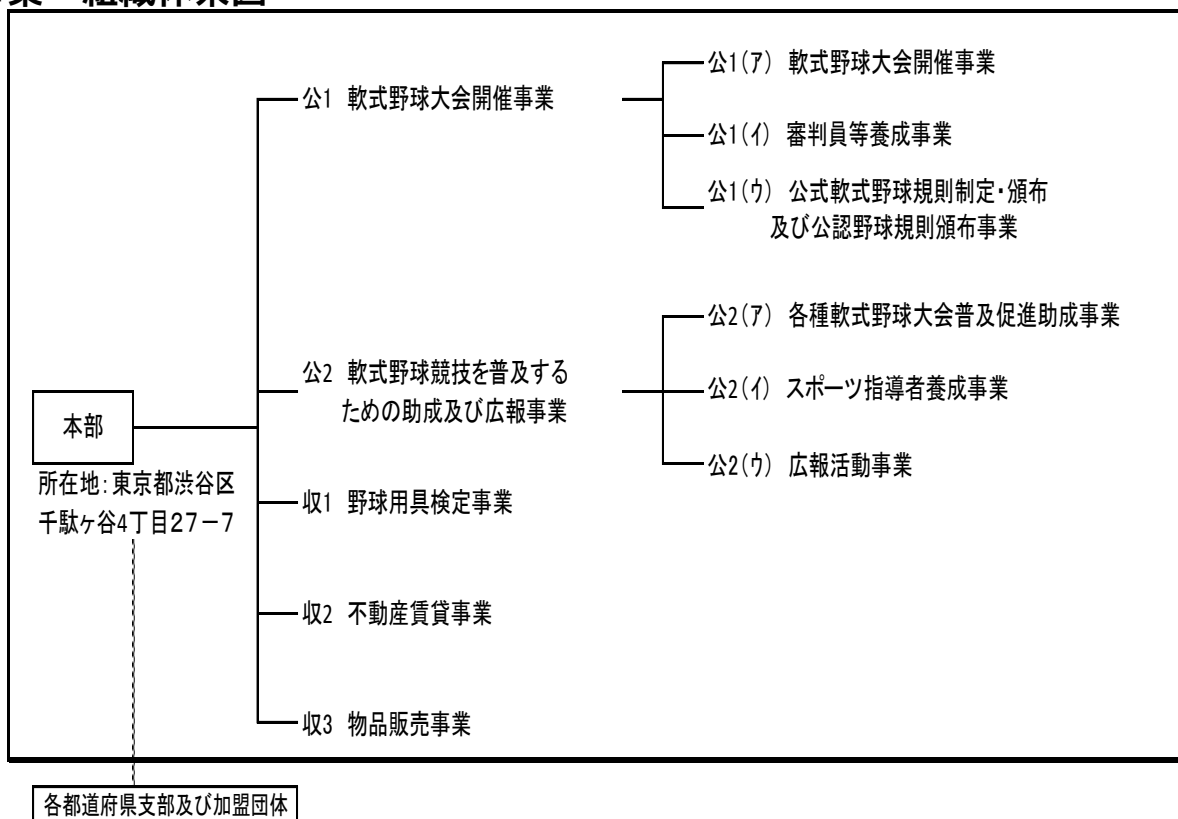 公1 軟式野球大会開催事業
公1(ア) 軟式野球大会開催事業
公1(イ) 審判員等養成事業
公1(ウ) 公式軟式野球規則制定・頒布
及び公認野球規則頒布事業
公2 軟式野球競技を普及する
ための助成及び広報事業
公2(ア) 各種軟式野球大会普及促進助成事業
公2(イ) スポーツ指導者養成事業
公2(ウ) 広報活動事業
本部
所在地:東京都渋谷区
千駄ヶ谷4丁目27-7
収1 野球用具検定事業
収2 不動産賃貸事業
収3 物品販売事業
各都道府県支部及び加盟団体